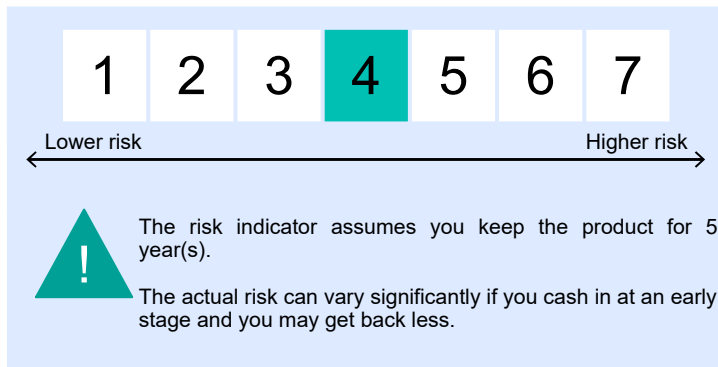 1 2 3 4 5 6 7
Lower risk Higher risk
The risk indicator assumes you keep the product for 5
year(s).
!
The actual risk can vary significantly if you cash in at an early
stage and you may get back less.